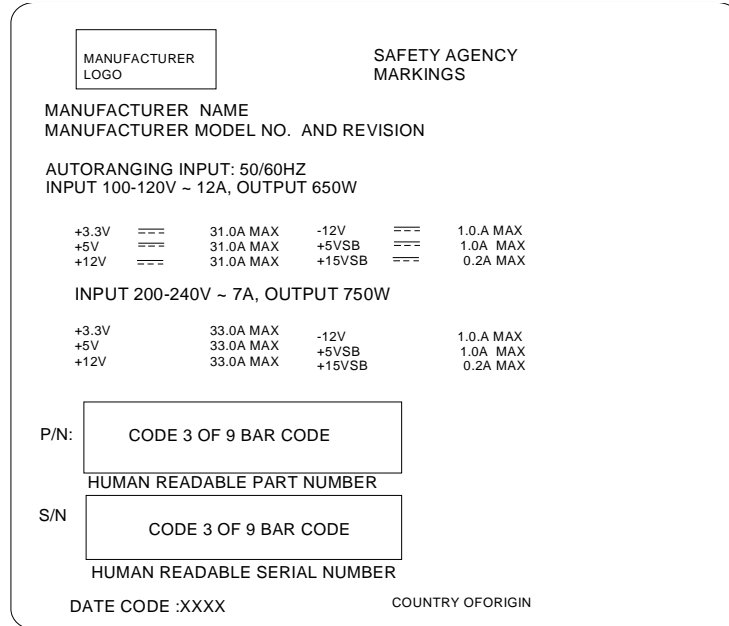 MANUFACTURER
LOGO
SAFETY AGENCY
MARKINGS
MANUFACTURER NAME
MANUFACTURER MODEL NO. AND REVISION
AUTORANGING INPUT: 50/60HZ
INPUT 100-120V ~ 12A, OUTPUT 650W
+3.3V 31.0A MAX -12V 1.0.A MAX
+5V 31.0A MAX +5VSB 1.0A MAX
+12V 31.0A MAX +15VSB 0.2A MAX
INPUT 200-240V ~ 7A, OUTPUT 750W
+3.3V 33.0A MAX -12V 1.0.A MAX
+5V 33.0A MAX +5VSB 1.0A MAX
+12V 33.0A MAX +15VSB 0.2A MAX
P/N: CODE 3 OF 9 BAR CODE
HUMAN READABLE PART NUMBER
S/N CODE 3 OF 9 BAR CODE
HUMAN READABLE SERIAL NUMBER
DATE CODE :XXXX COUNTRY OFORIGIN